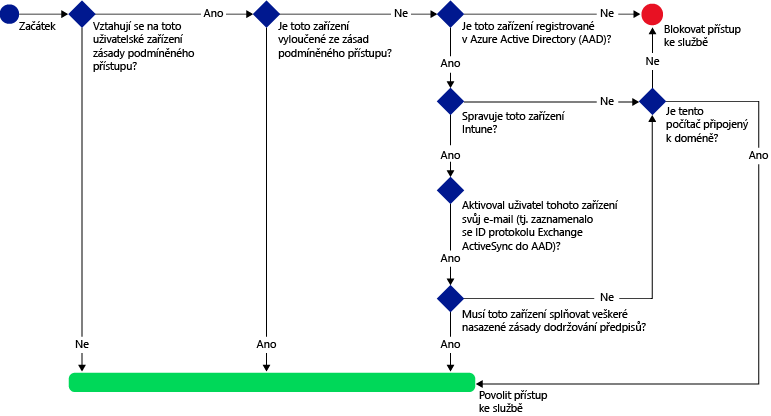 Začátek
Vztahují se na toto
uživatelské zařízení
zásady podmíněného
přístupu?
Ano
Je toto zařízení
vyloučené ze zásad
podmíněného přístupu?
Ne
Je toto zařízení registrované
v Azure Active Directory (AAD)?
Ne
Blokovat přístup
ke službě
Ano
Ne
Spravuje toto zařízení
Intune?
Ne
Je tento
počítač připojený
k doméně?
Ano
Ano
Aktivoval uživatel tohoto zařízení
svůj e-mail (tj. zaznamenalo
se ID protokolu Exchange
ActiveSync do AAD)?
Ano
Ne
Musí toto zařízení splňovat veškeré
nasazené zásady dodržování předpisů?
Ne
Ano
Ano
Povolit přístup
ke službě